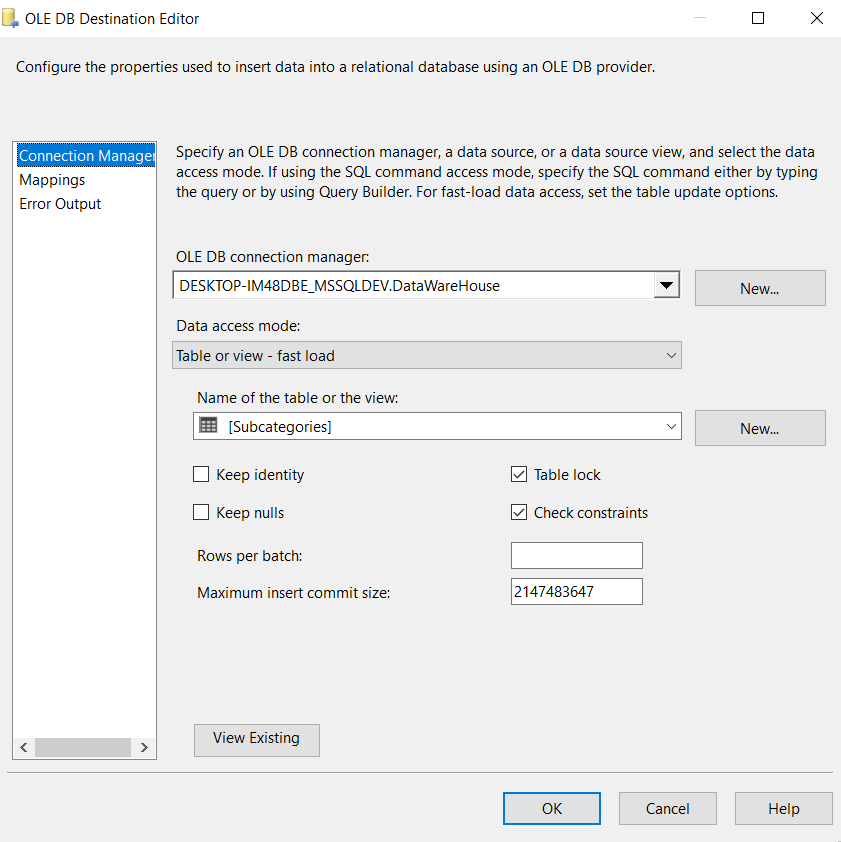 OLE DB Destination Editor
Configure the properties used to insert data into a relational database using an OLE DB provider.
Connection Manager
Mappings
Error Output
Specify an OLE DB connection manager, a data source, or a data source view, and select the data
access mode. If using the SQL command access mode, specify the SQL command either by typing
the query or by using Query Builder. For fast-load data access, set the table update options.
OLE DB connection manager:
DESKTOP-IM48DBE_MSSQLDEV.DataWareHouse
New...
Data access mode:
Table or view - fast load
Name of the table or the view:
[Subcategories]
New...
Keep identity
Table lock
Keep nulls
Check constraints
Rows per batch:
Maximum insert commit size:
2147483647
View Existing
OK
Cancel
Help